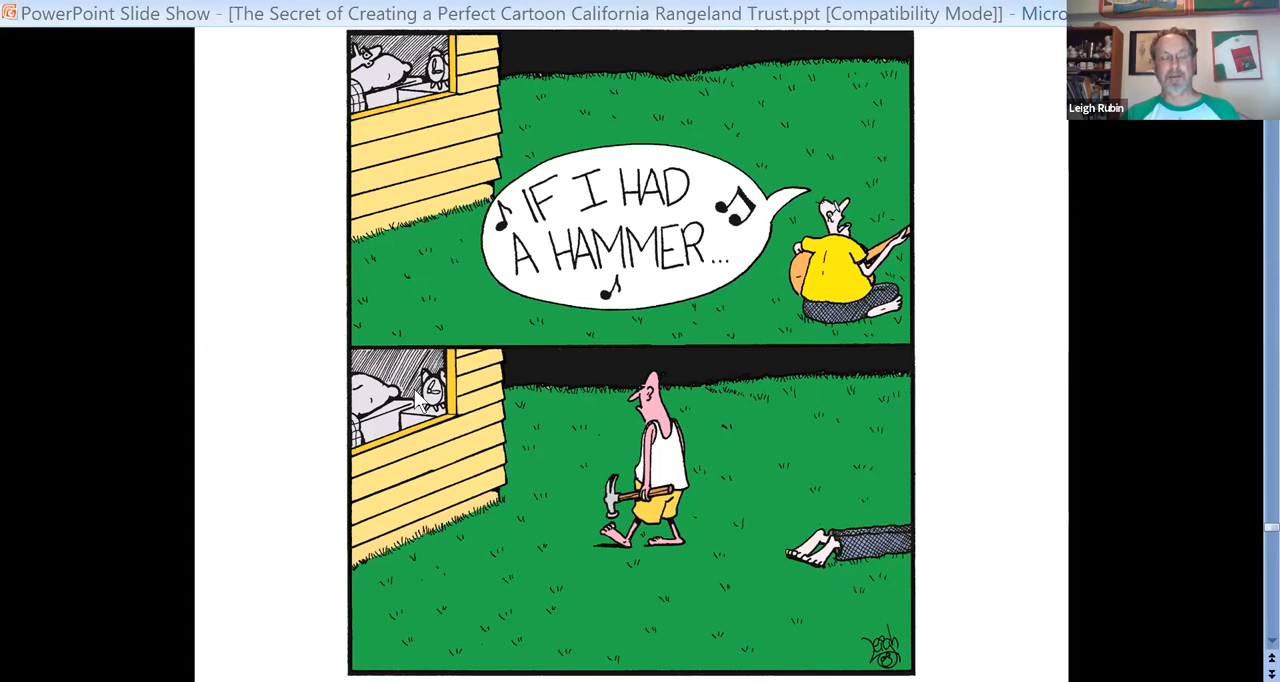 PowerPoint Slide Show - [The Secret of Creating a Perfect Cartoon California Rangeland Trust.ppt [Compatibility Mode]] - Micro
Leigh Rubin
IF I HAD
A HAMMER...
Leigh